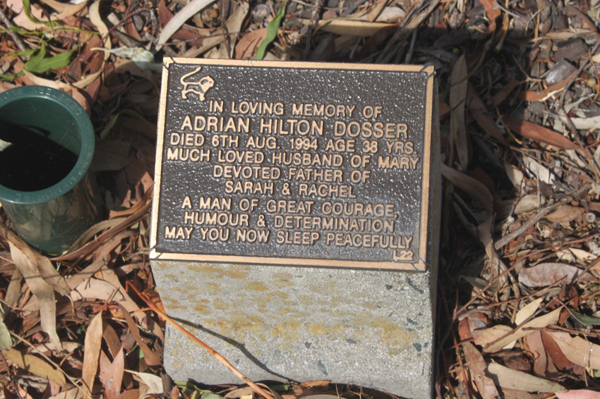 IN LOVING MEMORY OF
ADRIAN HILTON DOSSER
DIED 6TH AUG. 1994 AGE 38 YRS.
MUCH LOVED HUSBAND OF MARY
DEVOTED FATHER OF
SARAH & RACHEL
A MAN OF GREAT COURAGE,
HUMOUR & DETERMINATION
MAY YOU NOW SLEEP PEACEFULLY
L22